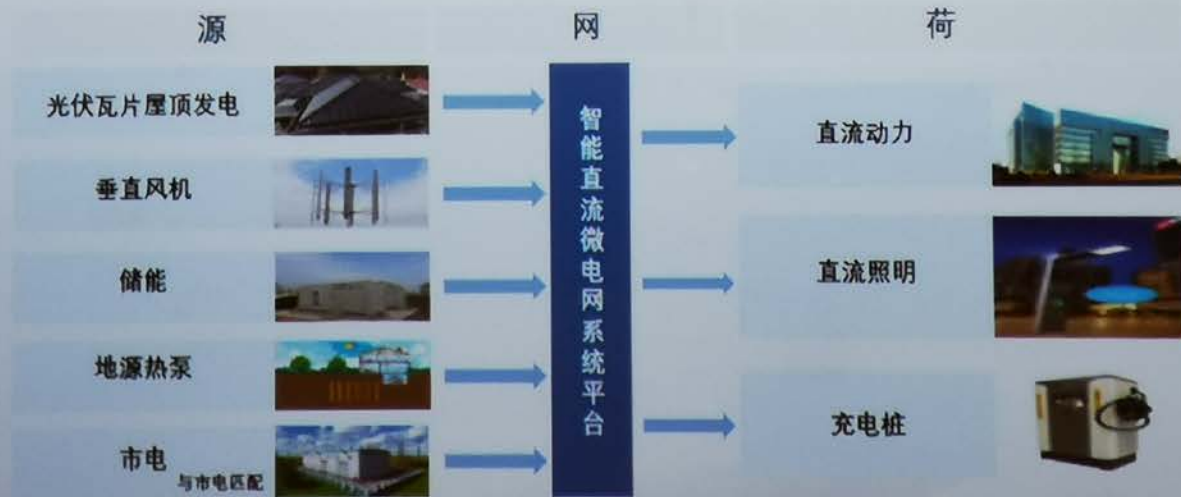 源
网
荷
光伏瓦片屋顶发电
垂直风机
储能
地源热泵
市电
与市电匹配
智能直流微电网系统平台
直流动力
直流照明
充电桩